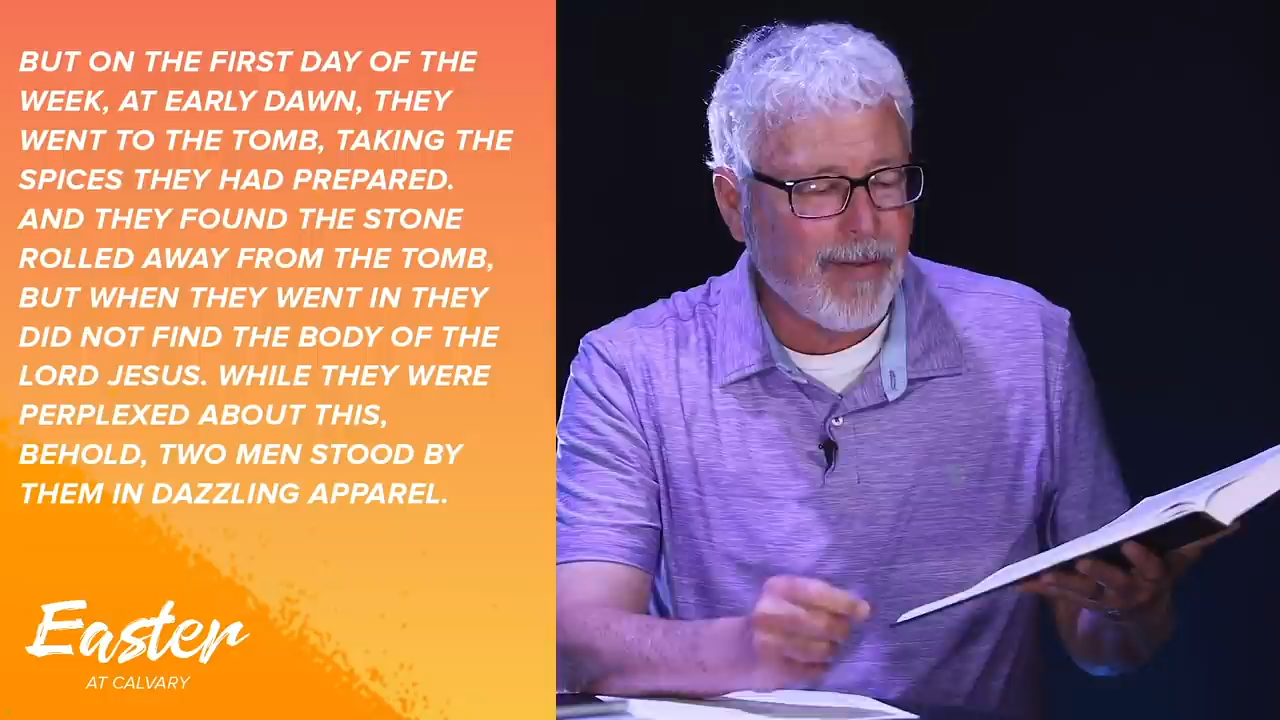 BUT ON THE FIRST DAY OF THE
WEEK, AT EARLY DAWN, THEY
WENT TO THE TOMB, TAKING THE
SPICES THEY HAD PREPARED.
AND THEY FOUND THE STONE
ROLLED AWAY FROM THE TOMB,
BUT WHEN THEY WENT IN THEY
DID NOT FIND THE BODY OF THE
LORD JESUS. WHILE THEY WERE
PERPLEXED ABOUT THIS,
BEHOLD, TWO MEN STOOD BY
THEM IN DAZZLING APPAREL.
Easter
AT CALVARY